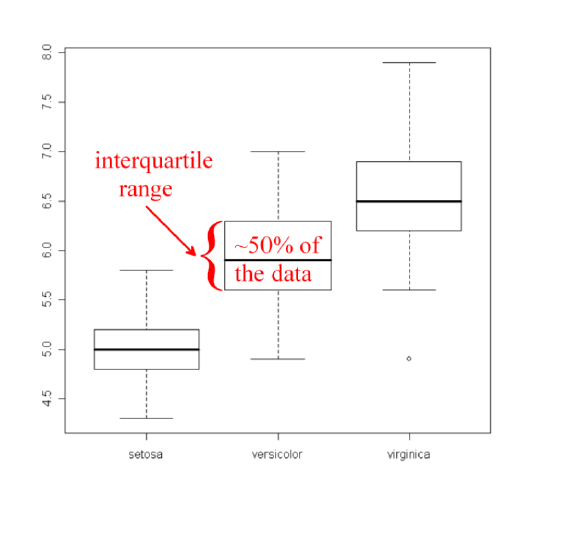 8.0
7.5
7.0
6.5
6.0
5.5
5.0
4.5
interquartile
range
~50% of
the data
setosa versicolor virginica